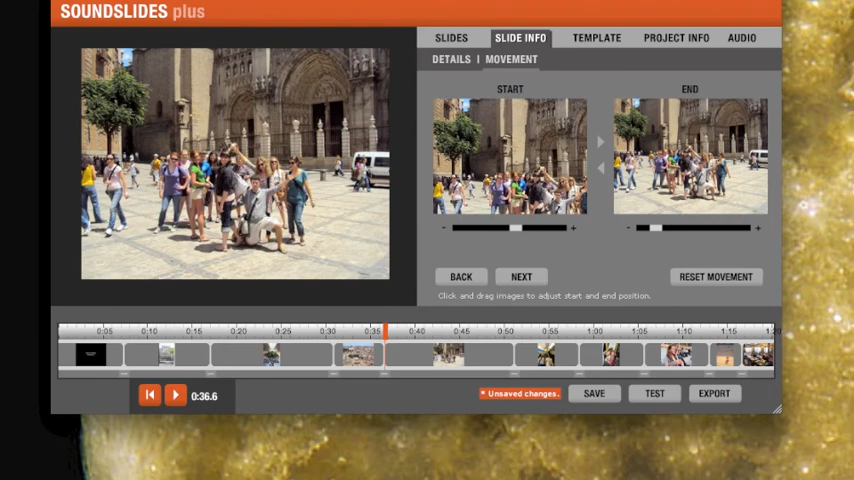 SOUNDSLIDES plus
SLIDES SLIDE INFO TEMPLATE PROJECT INFO AUDIO
DETAILS | MOVEMENT
START END
- + - +
BACK NEXT RESET MOVEMENT
Click and drag images to adjust start and end position.
0:05 0:10 0:15 0:20 0:25 0:30 0:35 0:40 0:45 0:50 0:55 1:00 1:05 1:10 1:15
0:36.6 * Unsaved changes. SAVE TEST EXPORT